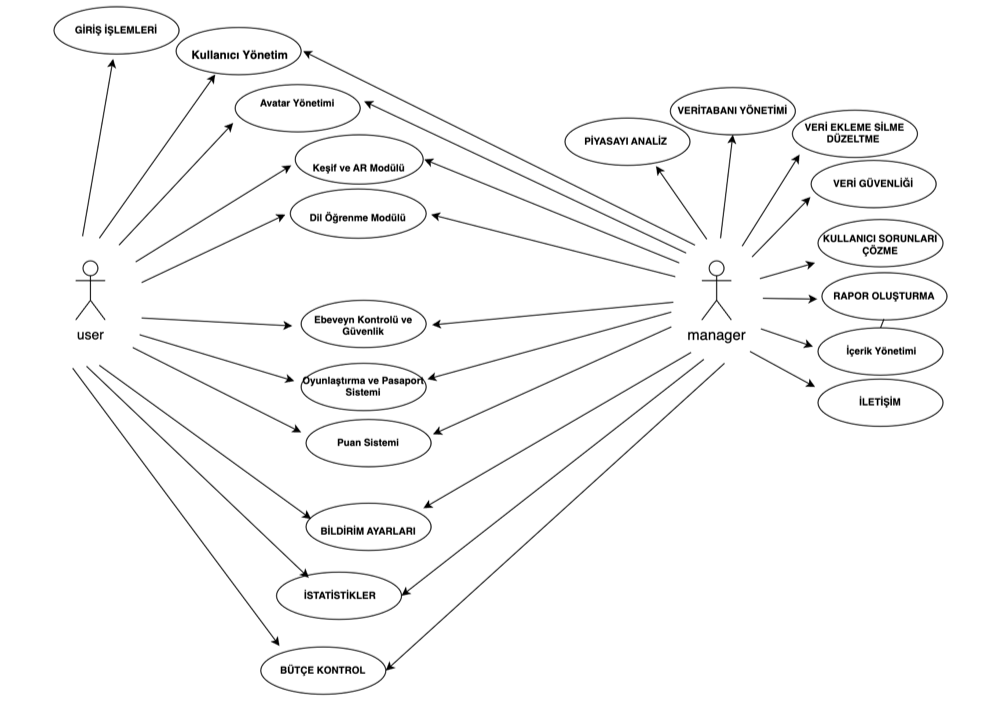 GİRİŞ İŞLEMLERİ
Kullanıcı Yönetim
Avatar Yönetimi
Keşif ve AR Modülü
Dil Öğrenme Modülü
user
Ebeveyn Kontrolü ve
Güvenlik
Oyunlaştırma ve Pasaport
Sistemi
Puan Sistemi
BİLDİRİM AYARLARI
İSTATİSTİKLER
BÜTÇE KONTROL
PİYASAYI ANALİZ
VERİTABANI YÖNETİMİ
VERİ EKLEME SİLME
DÜZELTME
VERİ GÜVENLİĞİ
KULLANICI SORUNLARI
ÇÖZME
RAPOR OLUŞTURMA
manager
İçerik Yönetimi
İLETİŞİM